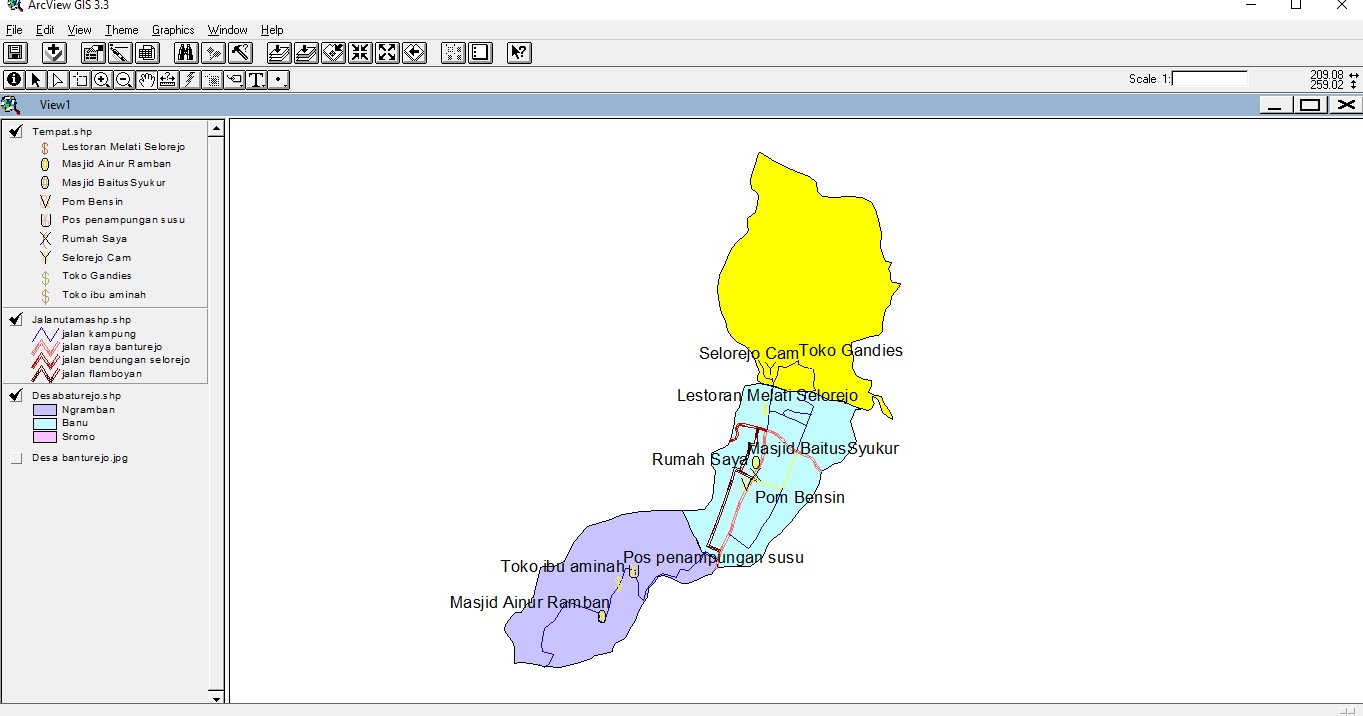 ArcView GIS 3.3
File Edit View Theme Graphics Window Help
Scale 1:
209.08
259.02
View1
Tempat.shp
Lestoran Melati Selorejo
Masjid Ainur Ramban
Masjid BaitusSyukur
Pom Bensin
Pos penampungan susu
Rumah Saya
Selorejo Cam
Toko Gandies
Toko ibu aminah
Jalanutamashp.shp
jalan kampung
jalan raya banturejo
jalan bendungan selorejo
jalan flamboyan
Desabaturejo.shp
Ngramban
Banu
Sromo
Desa banturejo.jpg
Selorejo Cam
Toko Gandies
Lestoran Melati Selorejo
Masjid BaitusSyukur
Rumah Saya
Pom Bensin
Pos penampungan susu
Toko ibu aminah
Masjid Ainur Ramban